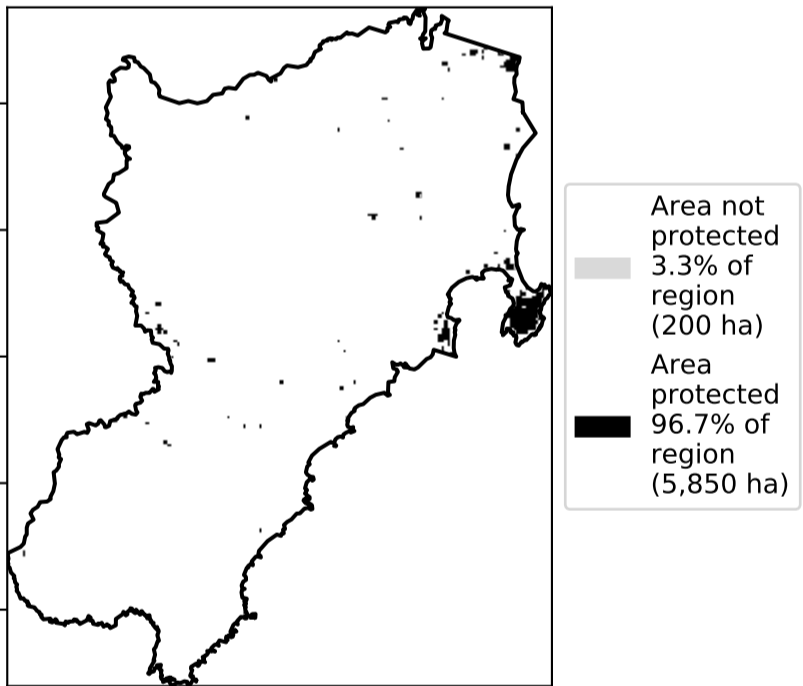 Area not
protected
3.3% of
region
(200 ha)
Area
protected
96.7% of
region
(5,850 ha)